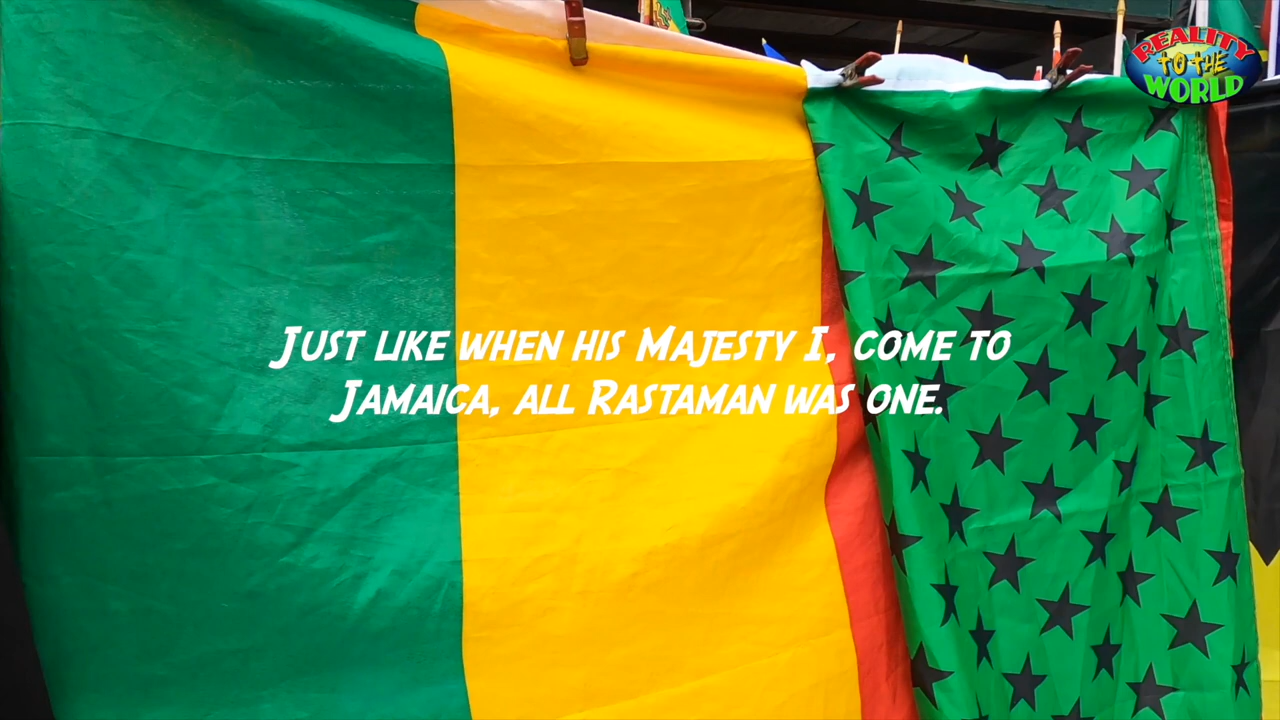 REALITY
TO THE
WORLD
Just like when his Majesty I, come to
Jamaica, all Rastaman was one.